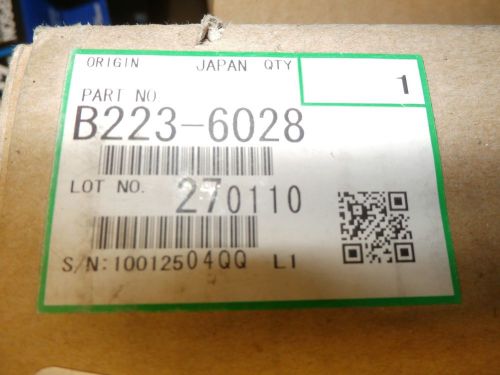 ORIGIN JAPAN QTY 1
PART NO.
B223-6028
LOT NO. 270110
S/N:10012504QQ L1